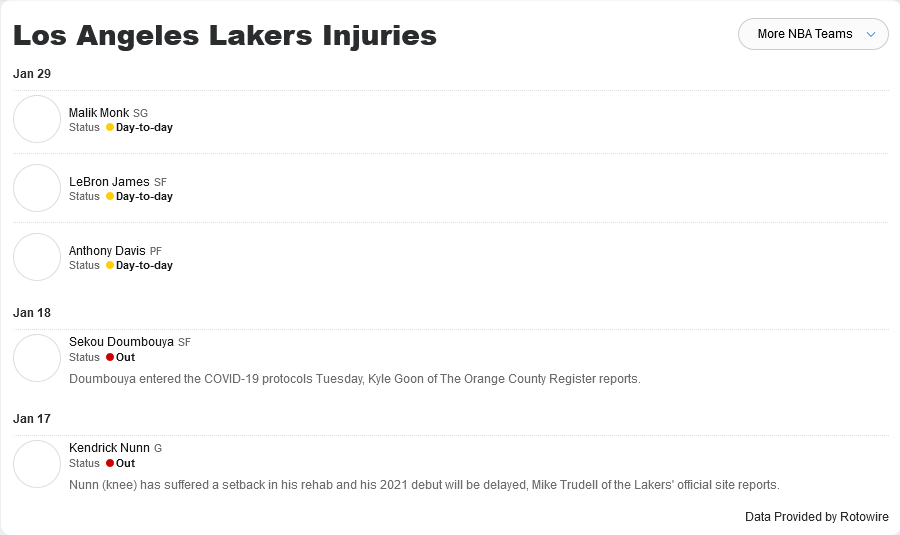 Los Angeles Lakers Injuries
More NBA Teams
Jan 29
Malik Monk SG
Status Day-to-day
LeBron James SF
Status Day-to-day
Anthony Davis PF
Status Day-to-day
Jan 18
Sekou Doumbouya SF
Status Out
Doumbouya entered the COVID-19 protocols Tuesday, Kyle Goon of The Orange County Register reports.
Jan 17
Kendrick Nunn G
Status Out
Nunn (knee) has suffered a setback in his rehab and his 2021 debut will be delayed, Mike Trudell of the Lakers' official site reports.
Data Provided by Rotowire